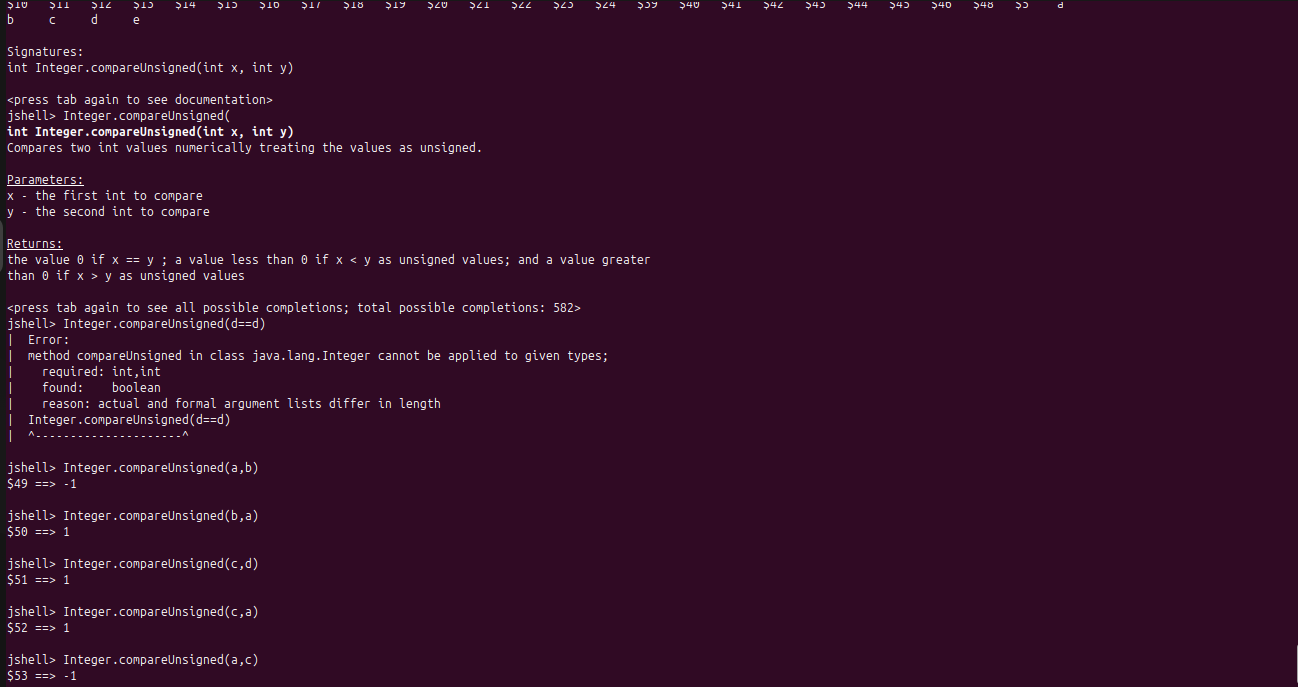 $10 $11 $12 $13 $14 $15 $16 $17 $18 $19 $20 $21 $22 $23 $24 $39 $40 $41 $42 $43 $44 $45 $46 $48 $5 a
b c d e
Signatures:
int Integer.compareUnsigned(int x, int y)
<press tab again to see documentation>
jshell> Integer.compareUnsigned(
int Integer.compareUnsigned(int x, int y)
Compares two int values numerically treating the values as unsigned.
Parameters:
x - the first int to compare
y - the second int to compare
Returns:
the value 0 if x == y ; a value less than 0 if x < y as unsigned values; and a value greater
than 0 if x > y as unsigned values
<press tab again to see all possible completions; total possible completions: 582>
jshell> Integer.compareUnsigned(d==d)
| Error:
| method compareUnsigned in class java.lang.Integer cannot be applied to given types;
| required: int,int
| found: boolean
| reason: actual and formal argument lists differ in length
| Integer.compareUnsigned(d==d)
| ^---------------------^
jshell> Integer.compareUnsigned(a,b)
$49 ==> -1
jshell> Integer.compareUnsigned(b,a)
$50 ==> 1
jshell> Integer.compareUnsigned(c,d)
$51 ==> 1
jshell> Integer.compareUnsigned(c,a)
$52 ==> 1
jshell> Integer.compareUnsigned(a,c)
$53 ==> -1